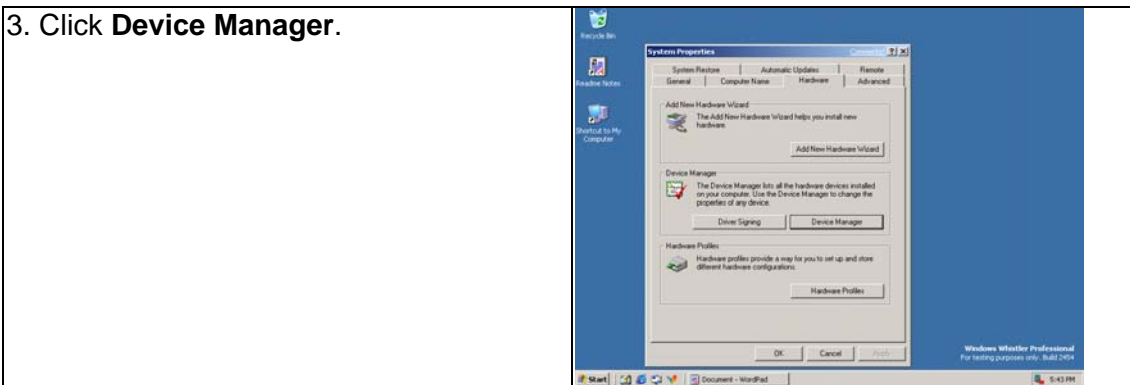 3. Click Device Manager.
Recycle Bin
Readme Notes
Shortcut to My
Computer
System Properties
Comments? ? X
System Restore Automatic Updates Remote
General Computer Name Hardware Advanced
Add New Hardware Wizard
The Add New Hardware Wizard helps you install new
hardware.
Add New Hardware Wizard
Device Manager
The Device Manager lists all the hardware devices installed
on your computer. Use the Device Manager to change the
properties of any device.
Driver Signing Device Manager
Hardware Profiles
Hardware profiles provide a way for you to set up and store
different hardware configurations.
Hardware Profiles
OK Cancel Apply
Windows Whistler Professional
For testing purposes only. Build 2454
Start Document - WordPad 5:43 PM